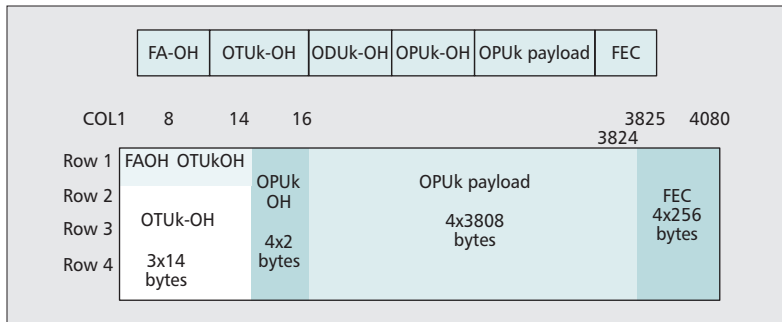 FA-OH OTUk-OH ODUk-OH OPUk-OH OPUk payload FEC
COL1 8 14 16 3825 4080
3824
Row 1 FAOH OTUkOH
Row 2
Row 3
Row 4
OTUk-OH
3x14
bytes
OPUk
OH
4x2
bytes
OPUk payload
4x3808
bytes
FEC
4x256
bytes